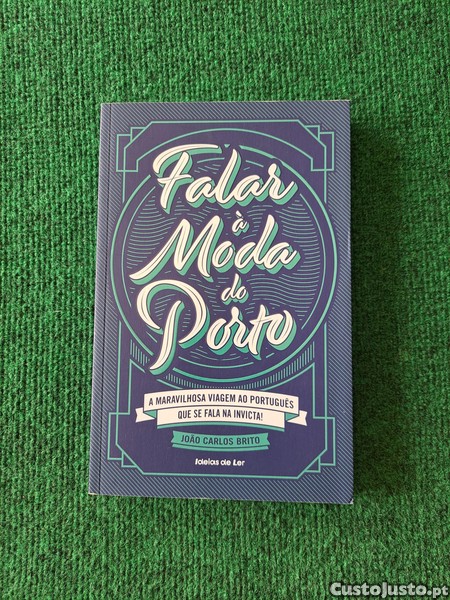 Falar
à
Moda
do
Porto
A MARAVILHOSA VIAGEM AO PORTUGUÊS
QUE SE FALA NA INVICTA!
JOÃO CARLOS BRITO
Ideias de Ler
CustoJusto.pt